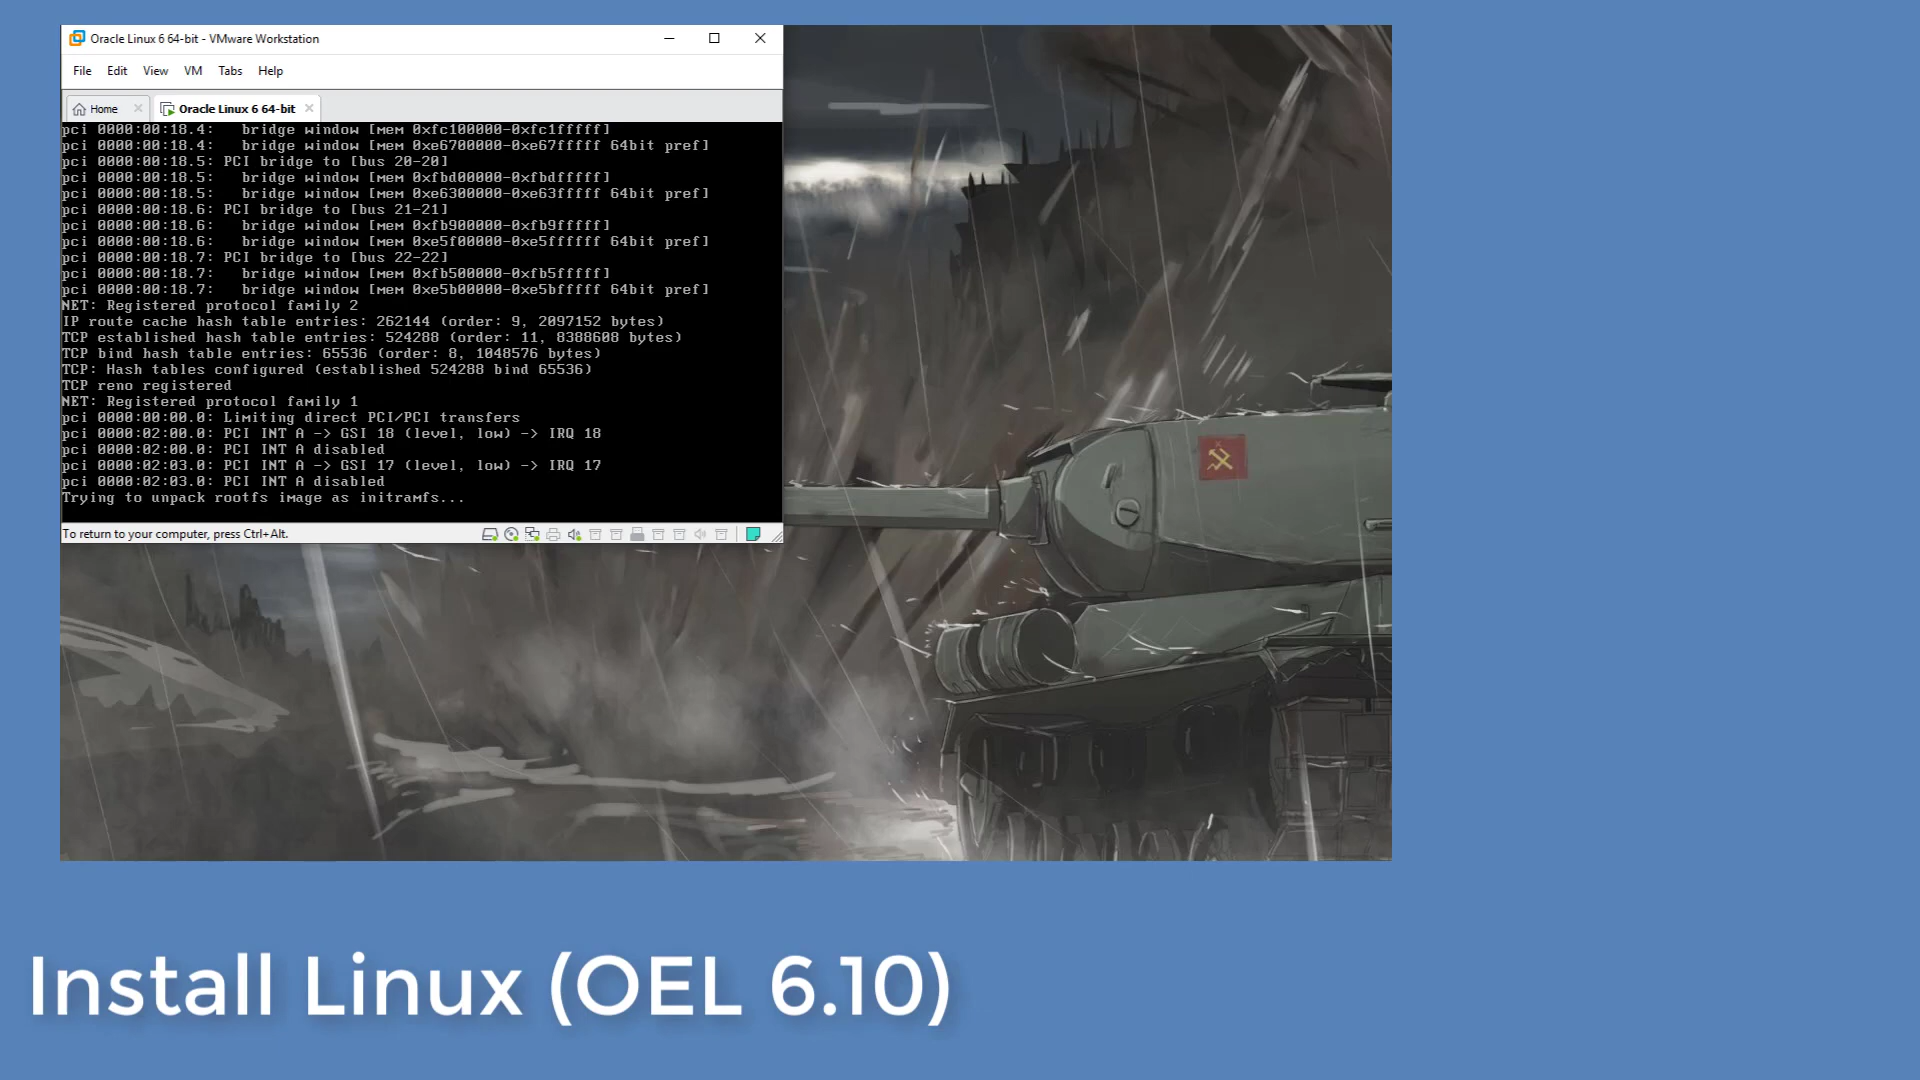 Oracle Linux 6 64-bit - VMware Workstation
File Edit View VM Tabs Help
Home Oracle Linux 6 64-bit
pci 0000:00:18.4:   bridge window [mem 0xfc100000-0xfc1fffff]
pci 0000:00:18.4:   bridge window [mem 0xe6700000-0xe67fffff 64bit pref]
pci 0000:00:18.5: PCI bridge to [bus 20-20]
pci 0000:00:18.5:   bridge window [mem 0xfbd00000-0xfbdfffff]
pci 0000:00:18.5:   bridge window [mem 0xe6300000-0xe63fffff 64bit pref]
pci 0000:00:18.6: PCI bridge to [bus 21-21]
pci 0000:00:18.6:   bridge window [mem 0xfb900000-0xfb9fffff]
pci 0000:00:18.6:   bridge window [mem 0xe5f00000-0xe5ffffff 64bit pref]
pci 0000:00:18.7: PCI bridge to [bus 22-22]
pci 0000:00:18.7:   bridge window [mem 0xfb500000-0xfb5fffff]
pci 0000:00:18.7:   bridge window [mem 0xe5b00000-0xe5bfffff 64bit pref]
NET: Registered protocol family 2
IP route cache hash table entries: 262144 (order: 9, 2097152 bytes)
TCP established hash table entries: 524288 (order: 11, 8388608 bytes)
TCP bind hash table entries: 65536 (order: 8, 1048576 bytes)
TCP: Hash tables configured (established 524288 bind 65536)
TCP reno registered
NET: Registered protocol family 1
pci 0000:00:00.0: Limiting direct PCI/PCI transfers
pci 0000:02:00.0: PCI INT A -> GSI 18 (level, low) -> IRQ 18
pci 0000:02:00.0: PCI INT A disabled
pci 0000:02:03.0: PCI INT A -> GSI 17 (level, low) -> IRQ 17
pci 0000:02:03.0: PCI INT A disabled
Trying to unpack rootfs image as initramfs...
To return to your computer, press Ctrl+Alt.
Install Linux (OEL 6.10)